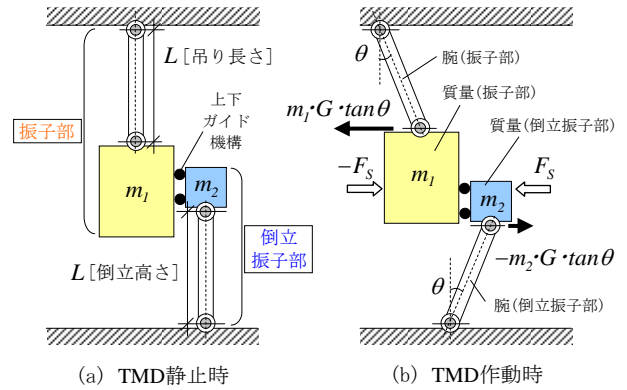 L [吊り長さ]
振子部
上下
ガイド
機構
m₁
m₂
L [倒立高さ]
倒立
振子部
(a) TMD静止時
θ
腕(振子部)
質量(振子部)
m₁・G・tanθ
質量(倒立振子部)
−Fₛ
Fₛ
m₁
m₂
−m₂・G・tanθ
θ
腕(倒立振子部)
(b) TMD作動時